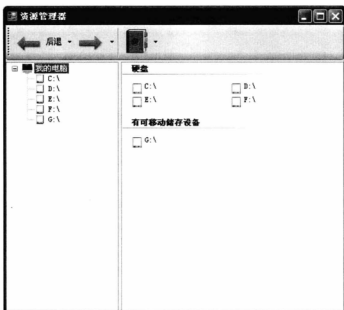 资源管理器
后退
我的电脑
C:\
D:\
E:\
F:\
G:\
硬盘
C:\ D:\
E:\ F:\
有可移动储存设备
G:\